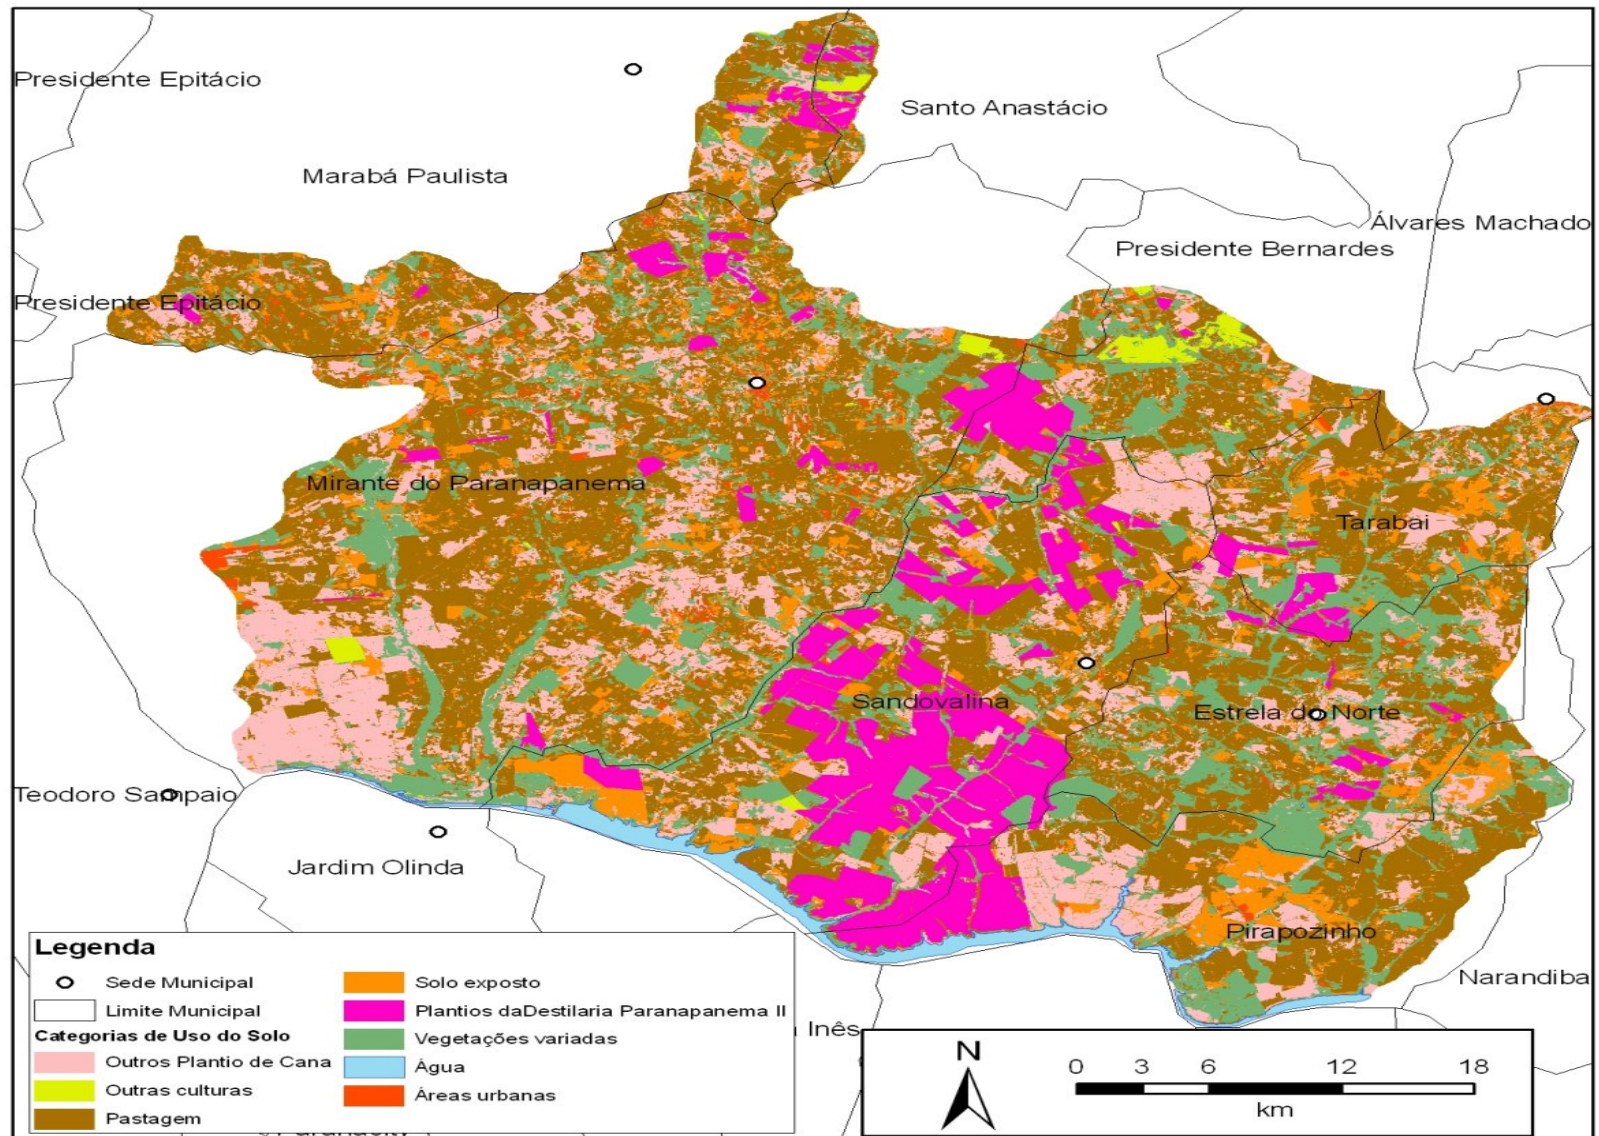 Presidente Epitácio
Santo Anastácio
Marabá Paulista
Álvares Machado
Presidente Bernardes
Presidente Epitácio
Mirante do Paranapanema
Tarabai
Sandovalina
Estrela do Norte
Teodoro Sampaio
Jardim Olinda
Pirapozinho
Narandiba
Inês
Legenda
Sede Municipal
Limite Municipal
Categorias de Uso do Solo
Outros Plantio de Cana
Outras culturas
Pastagem
Solo exposto
Plantios daDestilaria Paranapanema II
Vegetações variadas
Água
Áreas urbanas
N
0 3 6 12 18
km